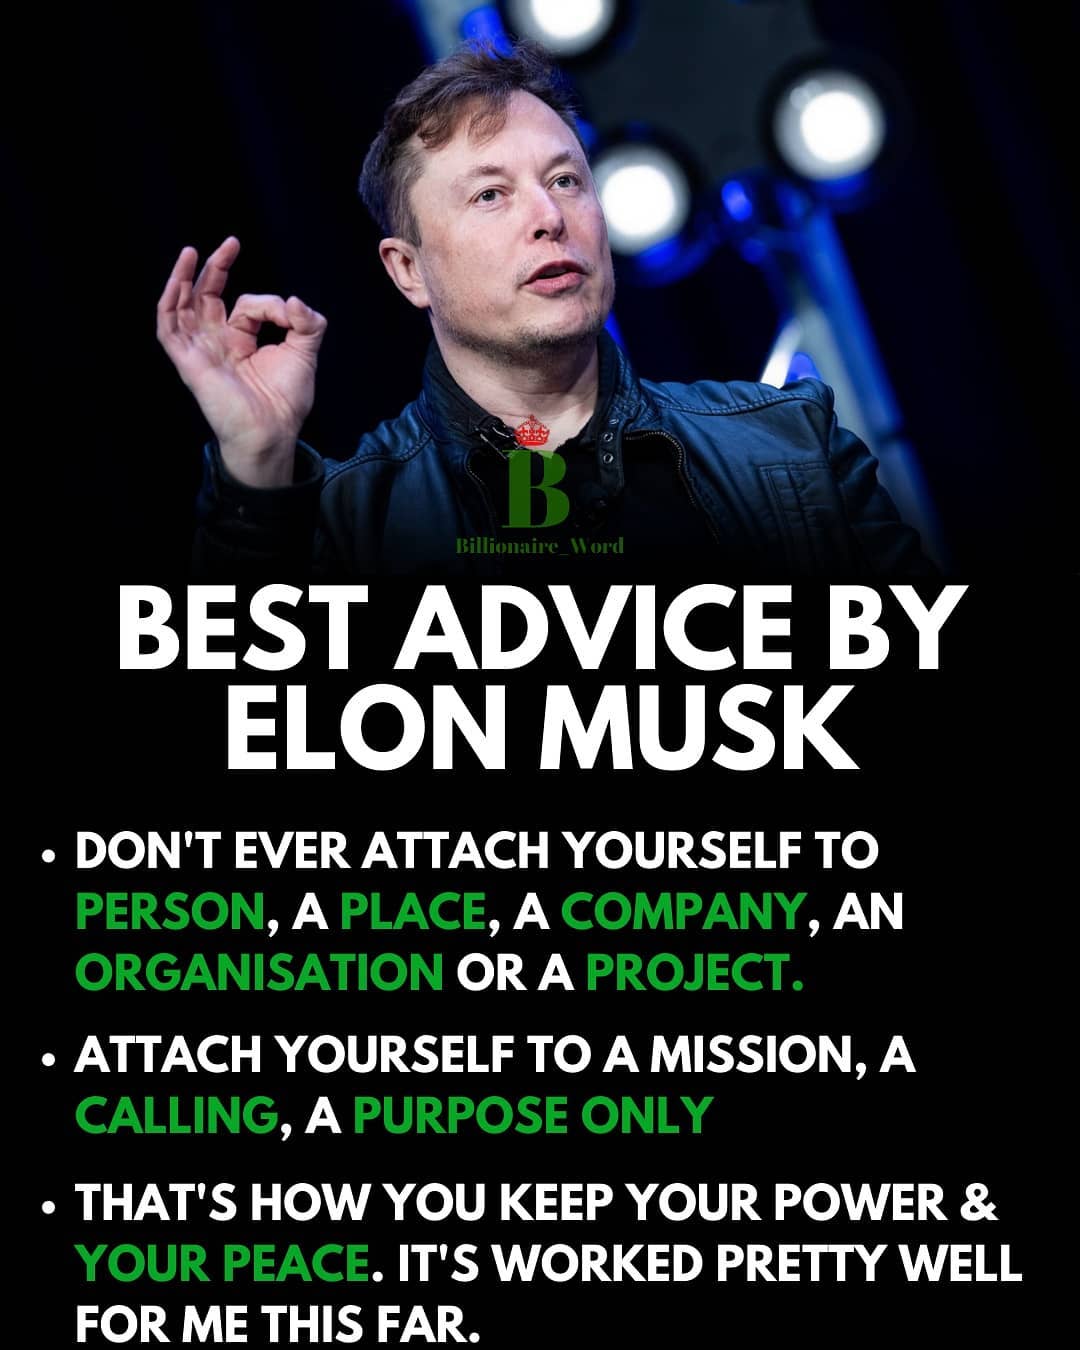 B
Billionaire_Word
BEST ADVICE BY
ELON MUSK
• DON'T EVER ATTACH YOURSELF TO
PERSON, A PLACE, A COMPANY, AN
ORGANISATION OR A PROJECT.
• ATTACH YOURSELF TO A MISSION, A
CALLING, A PURPOSE ONLY
• THAT'S HOW YOU KEEP YOUR POWER &
YOUR PEACE. IT'S WORKED PRETTY WELL
FOR ME THIS FAR.